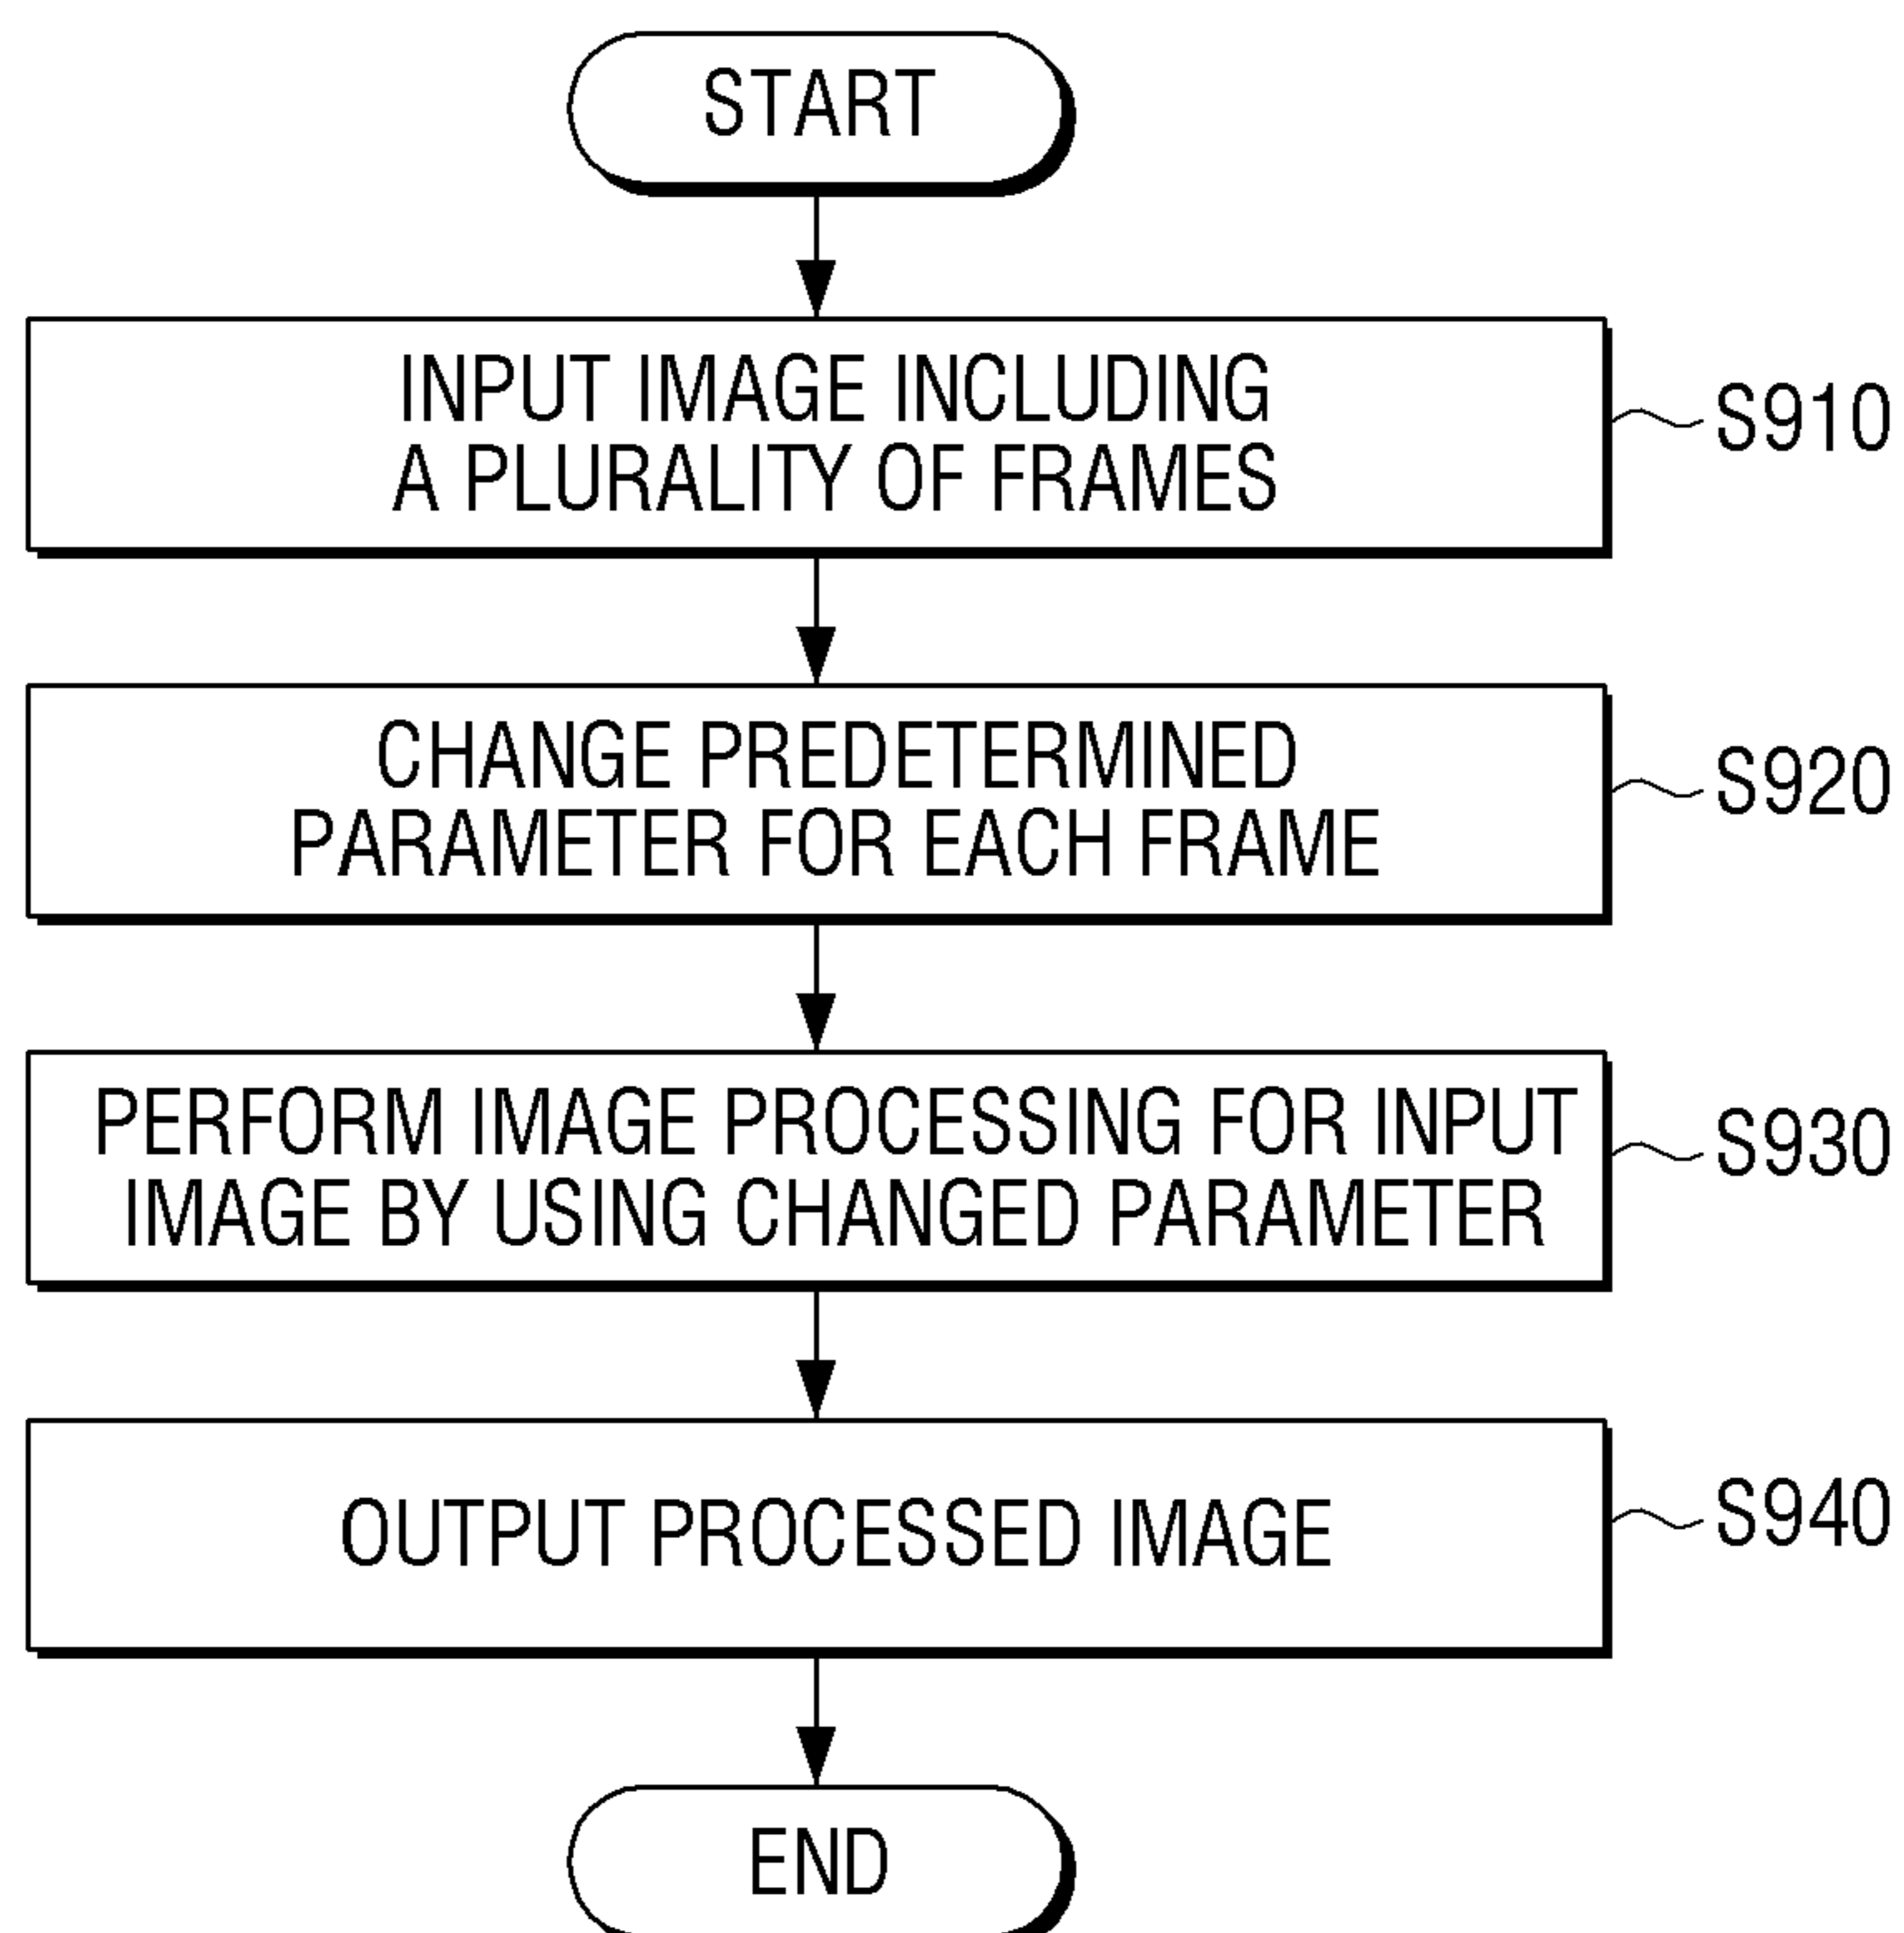 START
INPUT IMAGE INCLUDING
A PLURALITY OF FRAMES
S910
CHANGE PREDETERMINED
PARAMETER FOR EACH FRAME
S920
PERFORM IMAGE PROCESSING FOR INPUT
IMAGE BY USING CHANGED PARAMETER
S930
OUTPUT PROCESSED IMAGE
S940
END